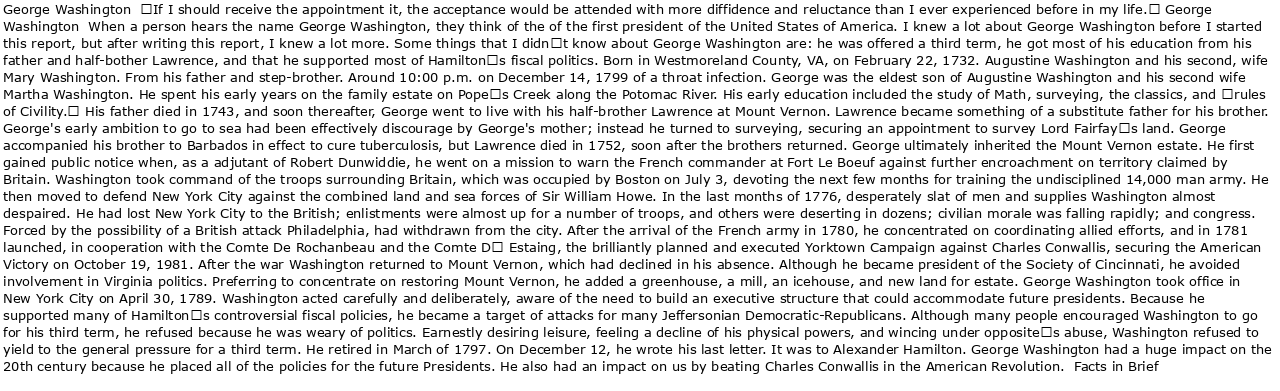 George Washington  □If I should receive the appointment it, the acceptance would be attended with more diffidence and reluctance than I ever experienced before in my life.□ George
Washington  When a person hears the name George Washington, they think of the of the first president of the United States of America. I knew a lot about George Washington before I started
this report, but after writing this report, I knew a lot more. Some things that I didn□t know about George Washington are: he was offered a third term, he got most of his education from his
father and half-bother Lawrence, and that he supported most of Hamilton□s fiscal politics. Born in Westmoreland County, VA, on February 22, 1732. Augustine Washington and his second, wife
Mary Washington. From his father and step-brother. Around 10:00 p.m. on December 14, 1799 of a throat infection. George was the eldest son of Augustine Washington and his second wife
Martha Washington. He spent his early years on the family estate on Pope□s Creek along the Potomac River. His early education included the study of Math, surveying, the classics, and □rules
of Civility.□ His father died in 1743, and soon thereafter, George went to live with his half-brother Lawrence at Mount Vernon. Lawrence became something of a substitute father for his brother.
George's early ambition to go to sea had been effectively discourage by George's mother; instead he turned to surveying, securing an appointment to survey Lord Fairfay□s land. George
accompanied his brother to Barbados in effect to cure tuberculosis, but Lawrence died in 1752, soon after the brothers returned. George ultimately inherited the Mount Vernon estate. He first
gained public notice when, as a adjutant of Robert Dunwiddie, he went on a mission to warn the French commander at Fort Le Boeuf against further encroachment on territory claimed by
Britain. Washington took command of the troops surrounding Britain, which was occupied by Boston on July 3, devoting the next few months for training the undisciplined 14,000 man army. He
then moved to defend New York City against the combined land and sea forces of Sir William Howe. In the last months of 1776, desperately slat of men and supplies Washington almost
despaired. He had lost New York City to the British; enlistments were almost up for a number of troops, and others were deserting in dozens; civilian morale was falling rapidly; and congress.
Forced by the possibility of a British attack Philadelphia, had withdrawn from the city. After the arrival of the French army in 1780, he concentrated on coordinating allied efforts, and in 1781
launched, in cooperation with the Comte De Rochanbeau and the Comte D□ Estaing, the brilliantly planned and executed Yorktown Campaign against Charles Conwallis, securing the American
Victory on October 19, 1981. After the war Washington returned to Mount Vernon, which had declined in his absence. Although he became president of the Society of Cincinnati, he avoided
involvement in Virginia politics. Preferring to concentrate on restoring Mount Vernon, he added a greenhouse, a mill, an icehouse, and new land for estate. George Washington took office in
New York City on April 30, 1789. Washington acted carefully and deliberately, aware of the need to build an executive structure that could accommodate future presidents. Because he
supported many of Hamilton□s controversial fiscal policies, he became a target of attacks for many Jeffersonian Democratic-Republicans. Although many people encouraged Washington to go
for his third term, he refused because he was weary of politics. Earnestly desiring leisure, feeling a decline of his physical powers, and wincing under opposite□s abuse, Washington refused to
yield to the general pressure for a third term. He retired in March of 1797. On December 12, he wrote his last letter. It was to Alexander Hamilton. George Washington had a huge impact on the
20th century because he placed all of the policies for the future Presidents. He also had an impact on us by beating Charles Conwallis in the American Revolution.  Facts in Brief